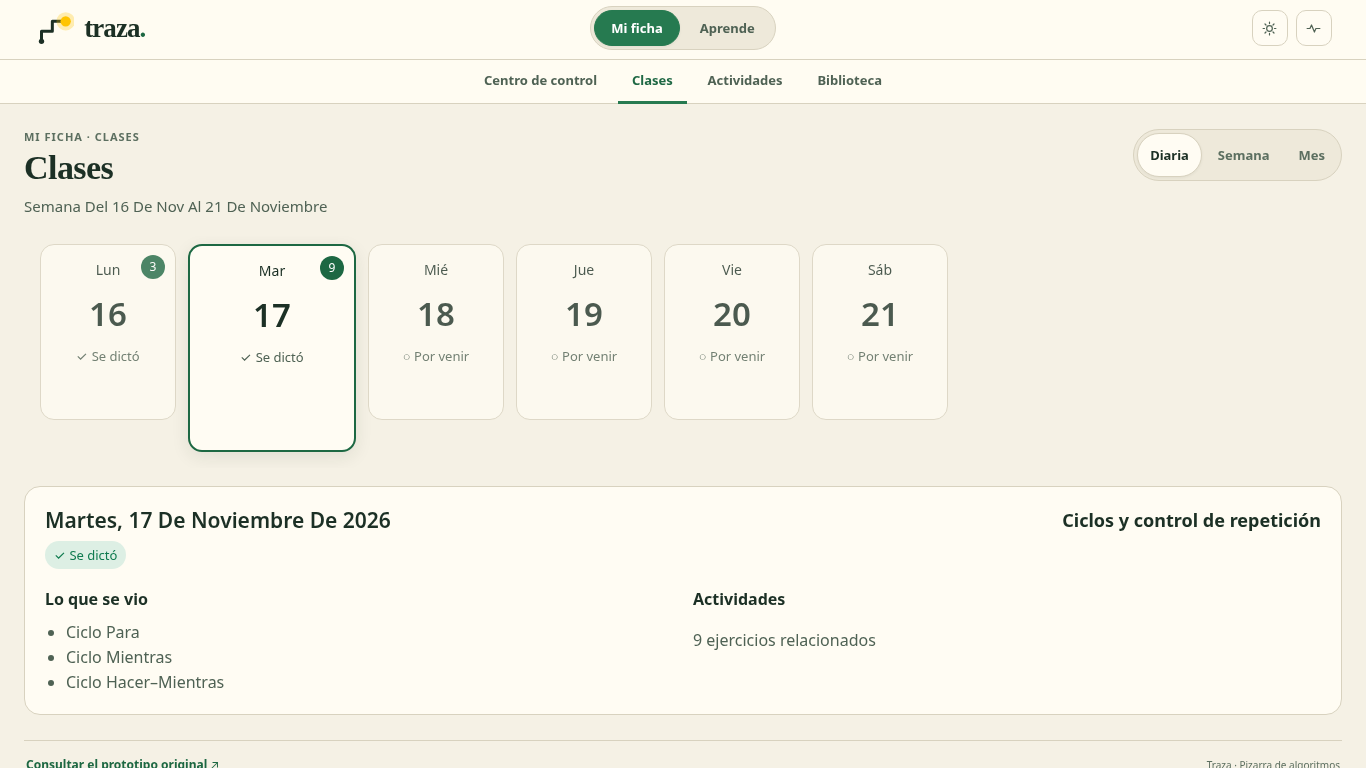 traza.
Mi ficha
Aprende
Centro de control
Clases
Actividades
Biblioteca
MI FICHA · CLASES
Clases
Semana Del 16 De Nov Al 21 De Noviembre
Diaria
Semana
Mes
Lun
3
16
✓ Se dictó
Mar
9
17
✓ Se dictó
Mié
18
○ Por venir
Jue
19
○ Por venir
Vie
20
○ Por venir
Sáb
21
○ Por venir
Martes, 17 De Noviembre De 2026
Ciclos y control de repetición
✓ Se dictó
Lo que se vio
• Ciclo Para
• Ciclo Mientras
• Ciclo Hacer–Mientras
Actividades
9 ejercicios relacionados
Consultar el prototipo original ↗
Traza · Pizarra de algoritmos